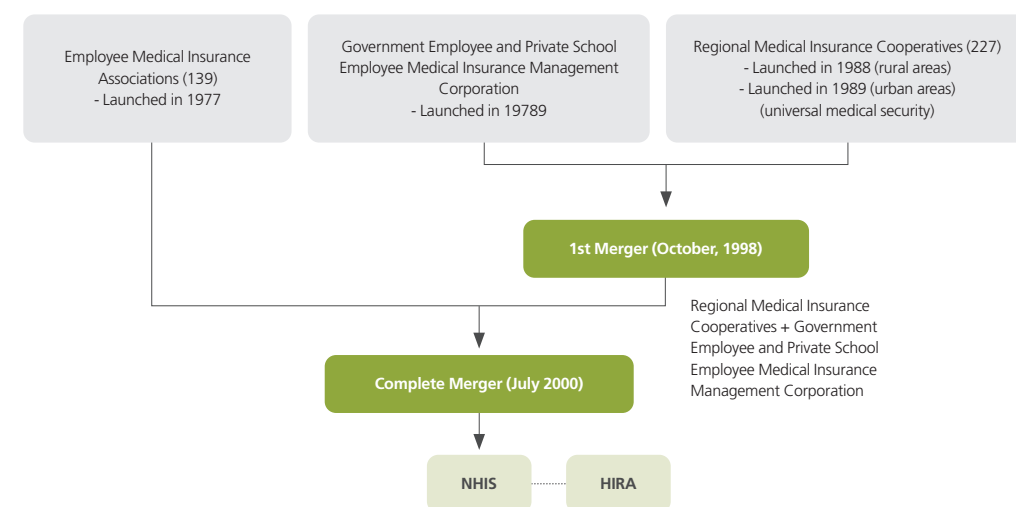 Employee Medical Insurance
Associations (139)
- Launched in 1977
Government Employee and Private School
Employee Medical Insurance Management
Corporation
- Launched in 19789
Regional Medical Insurance Cooperatives (227)
- Launched in 1988 (rural areas)
- Launched in 1989 (urban areas)
(universal medical security)
1st Merger (October, 1998)
Regional Medical Insurance
Cooperatives + Government
Employee and Private School
Employee Medical Insurance
Management Corporation
Complete Merger (July 2000)
NHIS
HIRA